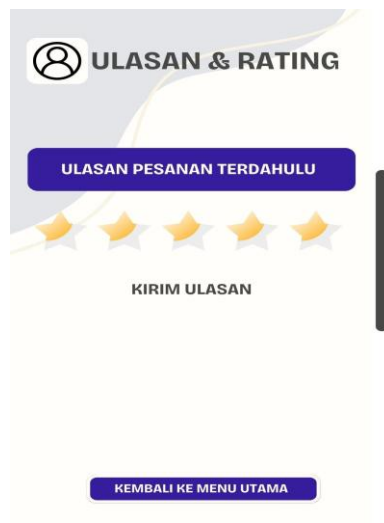 ULASAN & RATING
ULASAN PESANAN TERDAHULU
KIRIM ULASAN
KEMBALI KE MENU UTAMA